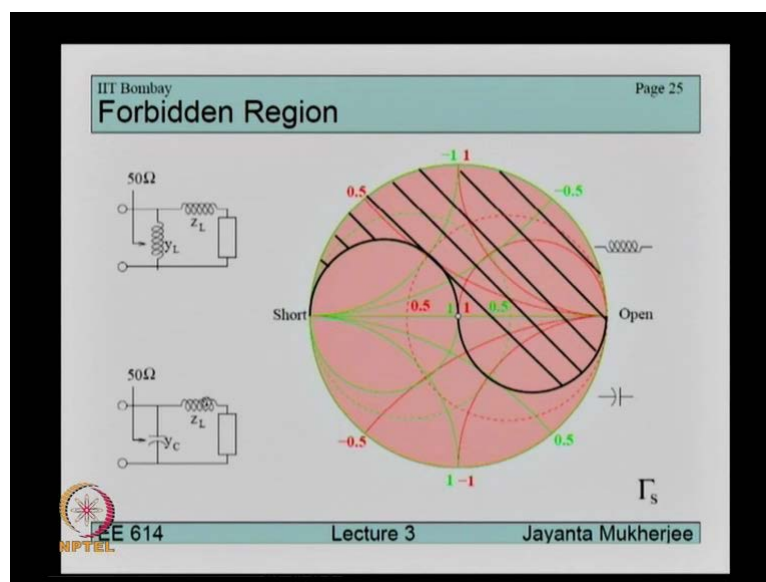 IIT Bombay
Page 25
Forbidden Region
50Ω
z_L
y_L
50Ω
z_L
y_C
-1 1
0.5
-0.5
Short
0.5
1 1
0.5
Open
-0.5
0.5
1 -1
Γ_s
EE 614
Lecture 3
Jayanta Mukherjee
NPTEL